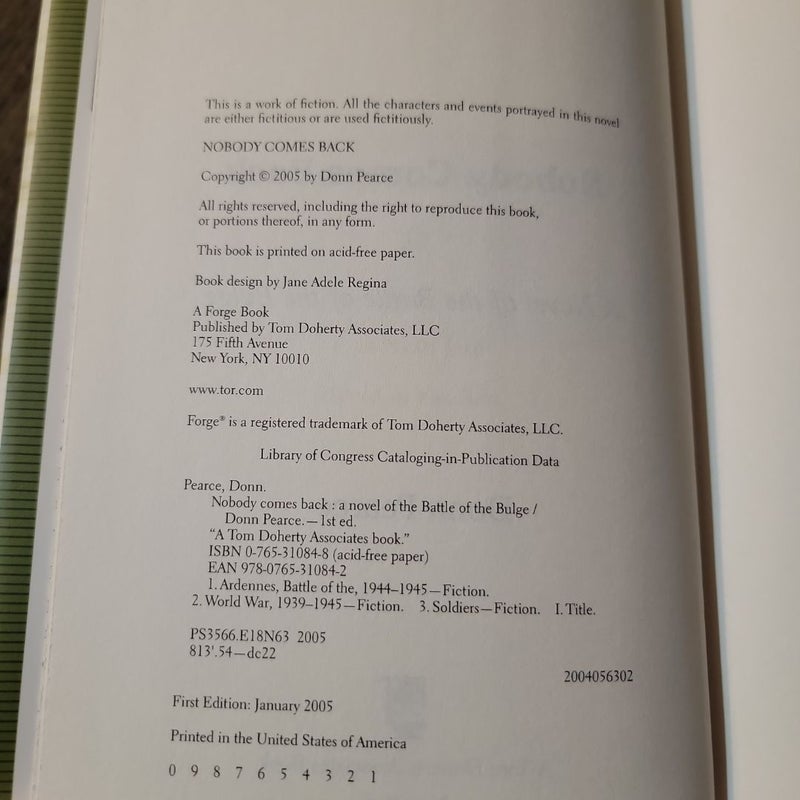 This is a work of fiction. All the characters and events portrayed in this novel
are either fictitious or are used fictitiously.
NOBODY COMES BACK
Copyright © 2005 by Donn Pearce
All rights reserved, including the right to reproduce this book,
or portions thereof, in any form.
This book is printed on acid-free paper.
Book design by Jane Adele Regina
A Forge Book
Published by Tom Doherty Associates, LLC
175 Fifth Avenue
New York, NY 10010
www.tor.com
Forge® is a registered trademark of Tom Doherty Associates, LLC.
Library of Congress Cataloging-in-Publication Data
Pearce, Donn.
Nobody comes back : a novel of the Battle of the Bulge /
Donn Pearce.—1st ed.
"A Tom Doherty Associates book."
ISBN 0-765-31084-8 (acid-free paper)
EAN 978-0765-31084-2
1. Ardennes, Battle of the, 1944–1945—Fiction.
2. World War, 1939–1945—Fiction. 3. Soldiers—Fiction. I. Title.
PS3566.E18N63 2005
813'.54—dc22
2004056302
First Edition: January 2005
Printed in the United States of America
0 9 8 7 6 5 4 3 2 1